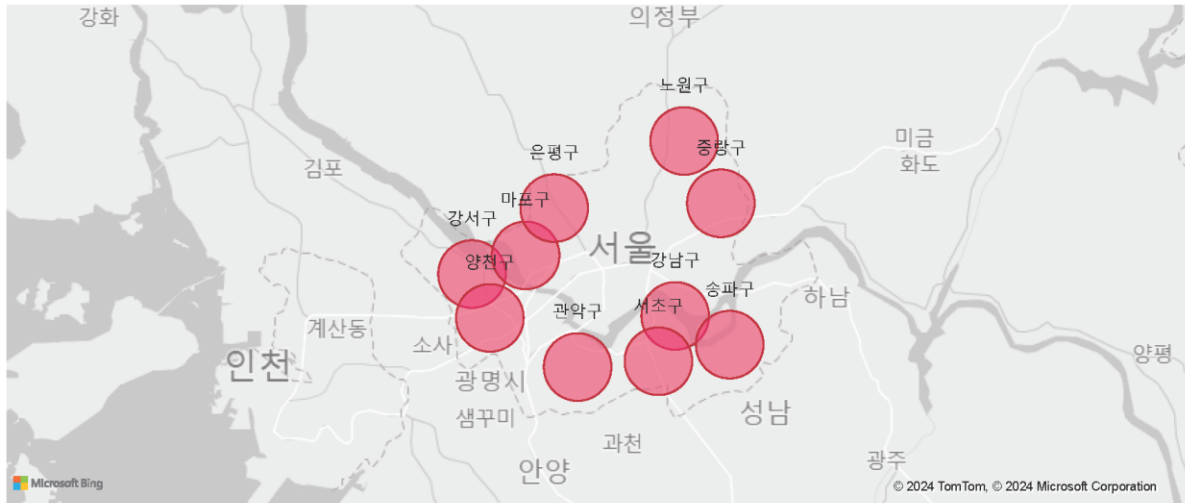 강화
의정부
노원구
미금
화도
중랑구
은평구
김포
마포구
강서구
서울
양천구
강남구
송파구
하남
서초구
관악구
계산동
소사
인천
양평
광명시
샘꾸미
성남
과천
안양
광주
Microsoft Bing
© 2024 TomTom, © 2024 Microsoft Corporation